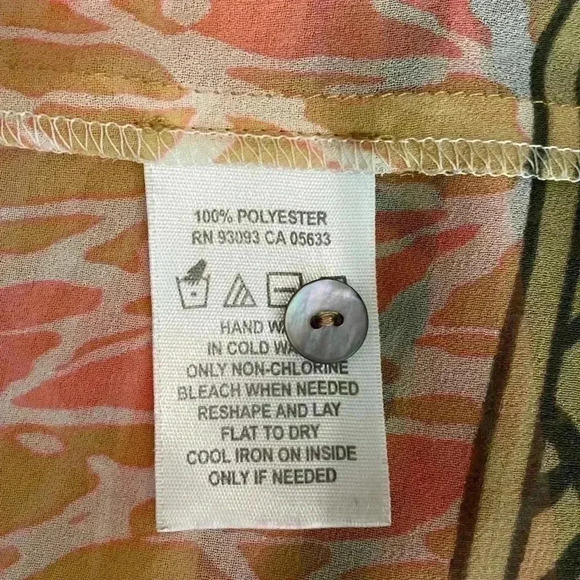 100% POLYESTER
RN 93093 CA 05633
HAND
IN COLD
ONLY NON-CHLORINE
BLEACH WHEN NEEDED
RESHAPE AND LAY
FLAT TO DRY
COOL IRON ON INSIDE
ONLY IF NEEDED